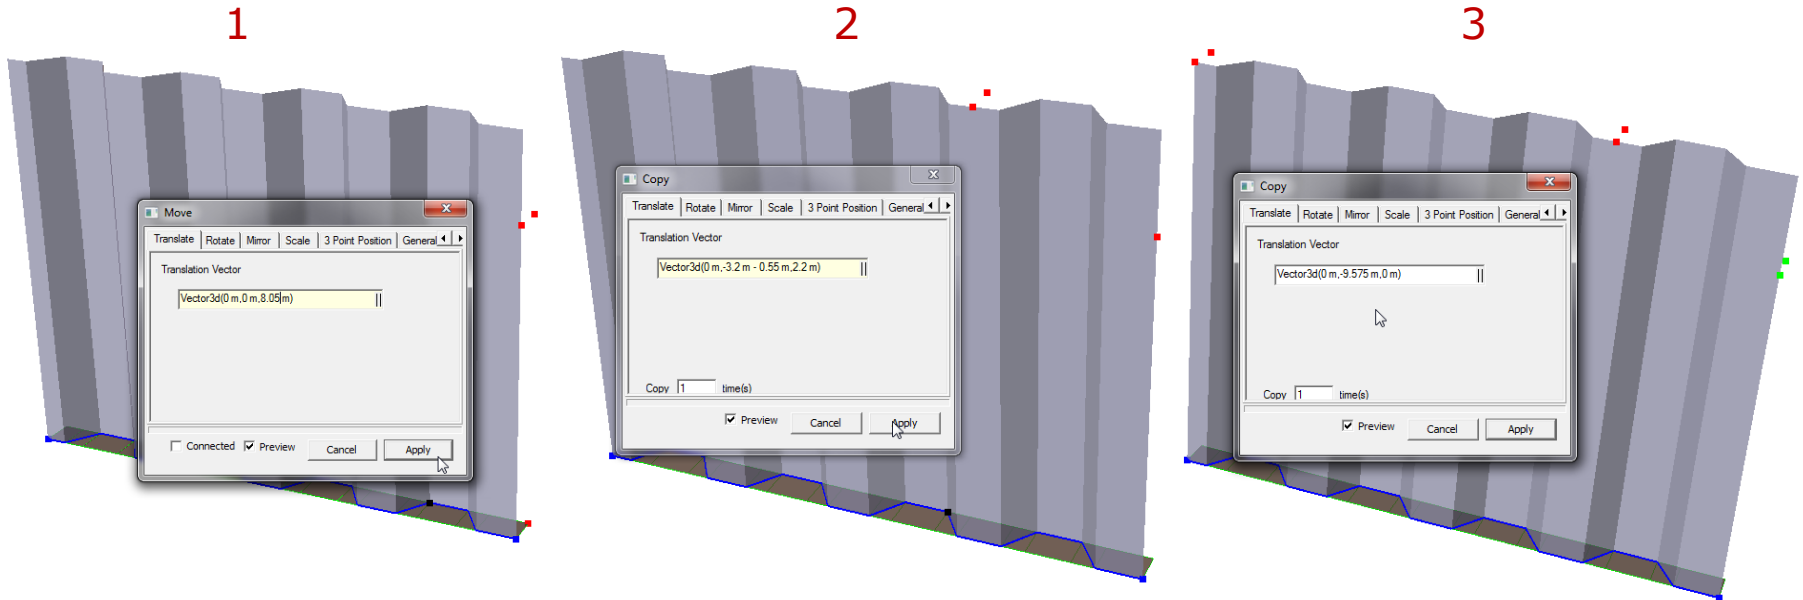 1
2
3
Move
Translate Rotate Mirror Scale 3 Point Position General
Translation Vector
Vector3d(0 m,0 m,8.05 m)
Connected Preview Cancel Apply
Copy
Translate Rotate Mirror Scale 3 Point Position General
Translation Vector
Vector3d(0 m,-3.2 m - 0.55 m,2.2 m)
Copy 1 time(s)
Preview Cancel Apply
Copy
Translate Rotate Mirror Scale 3 Point Position General
Translation Vector
Vector3d(0 m,-9.575 m,0 m)
Copy 1 time(s)
Preview Cancel Apply